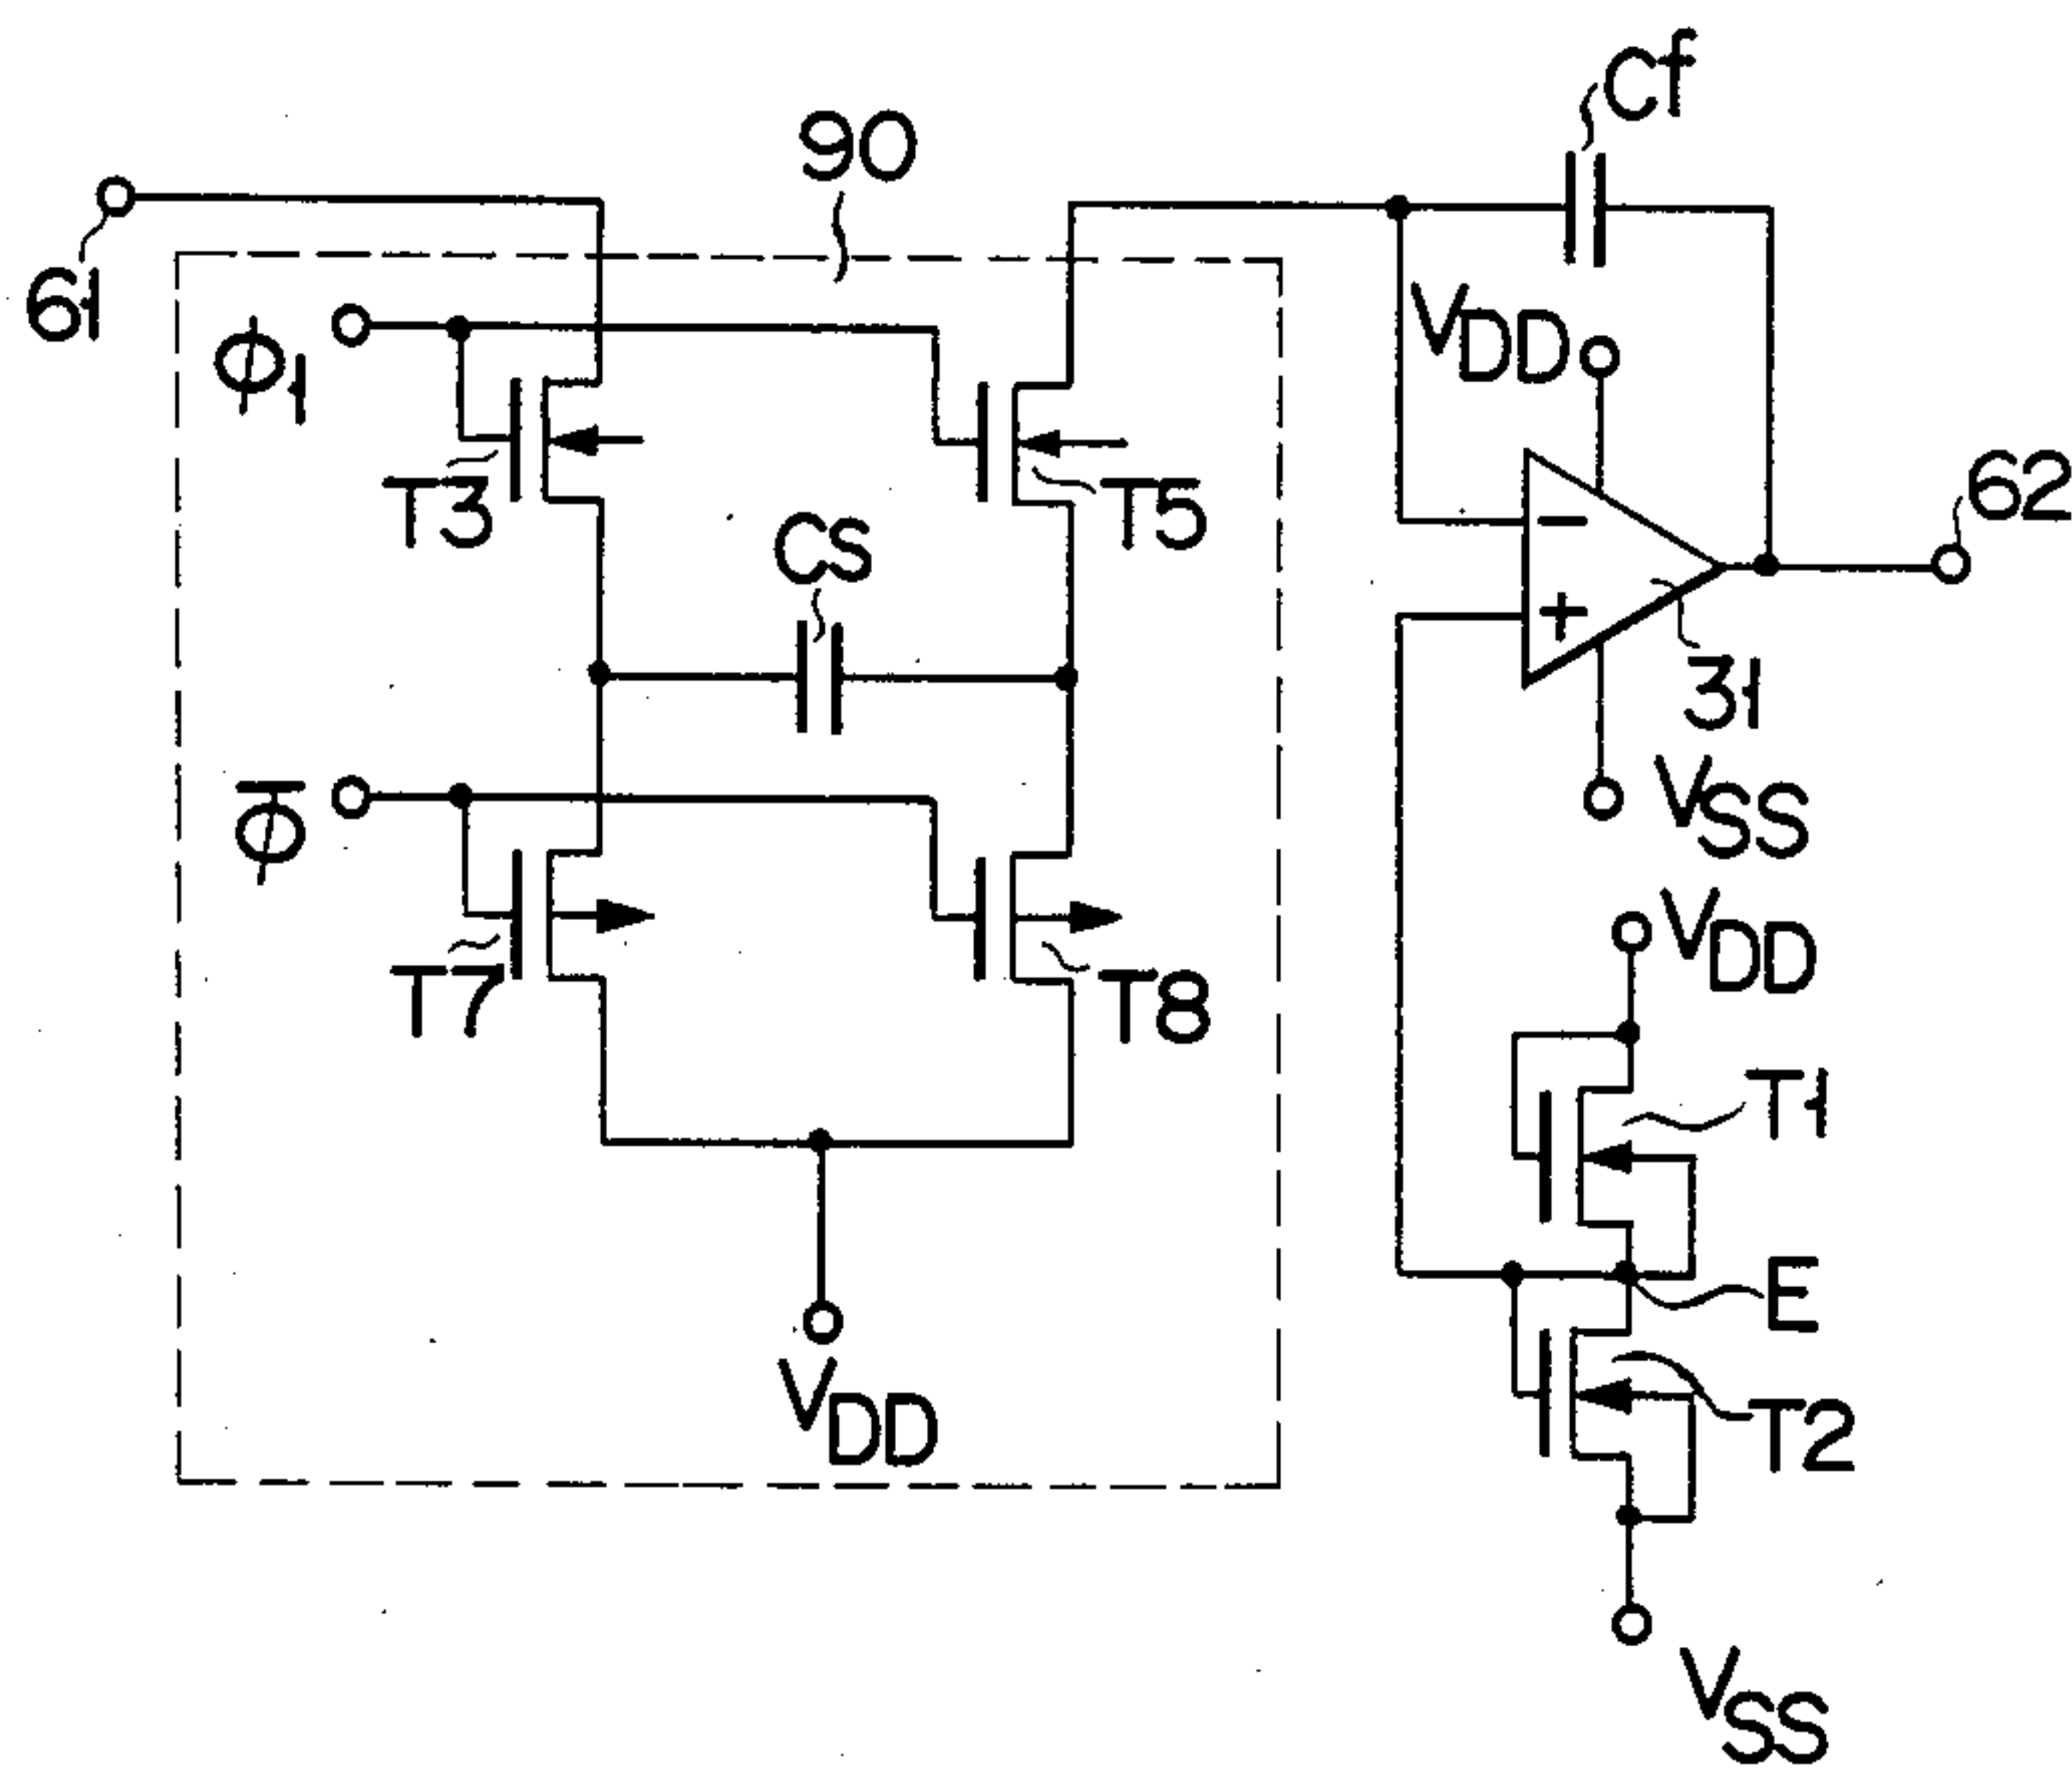 Cf
90
61
VDD
ϕ1
62
T3
T5
CS
−
+
31
VSS
ϕ̅
VDD
T7
T8
T1
E
VDD
T2
VSS